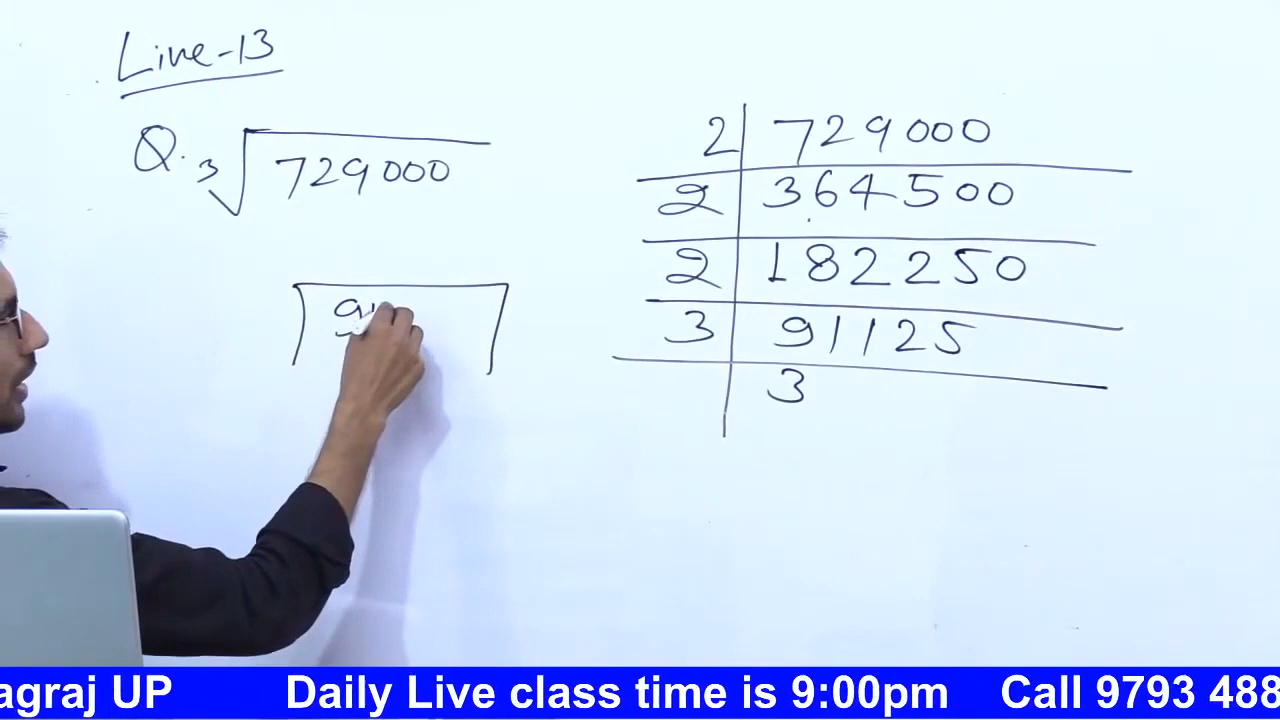 Live-13
Q. 3√729000
2 | 729000
2 | 364500
2 | 182250
3 | 91125
3
91
agraj UP Daily Live class time is 9:00pm Call 9793 488